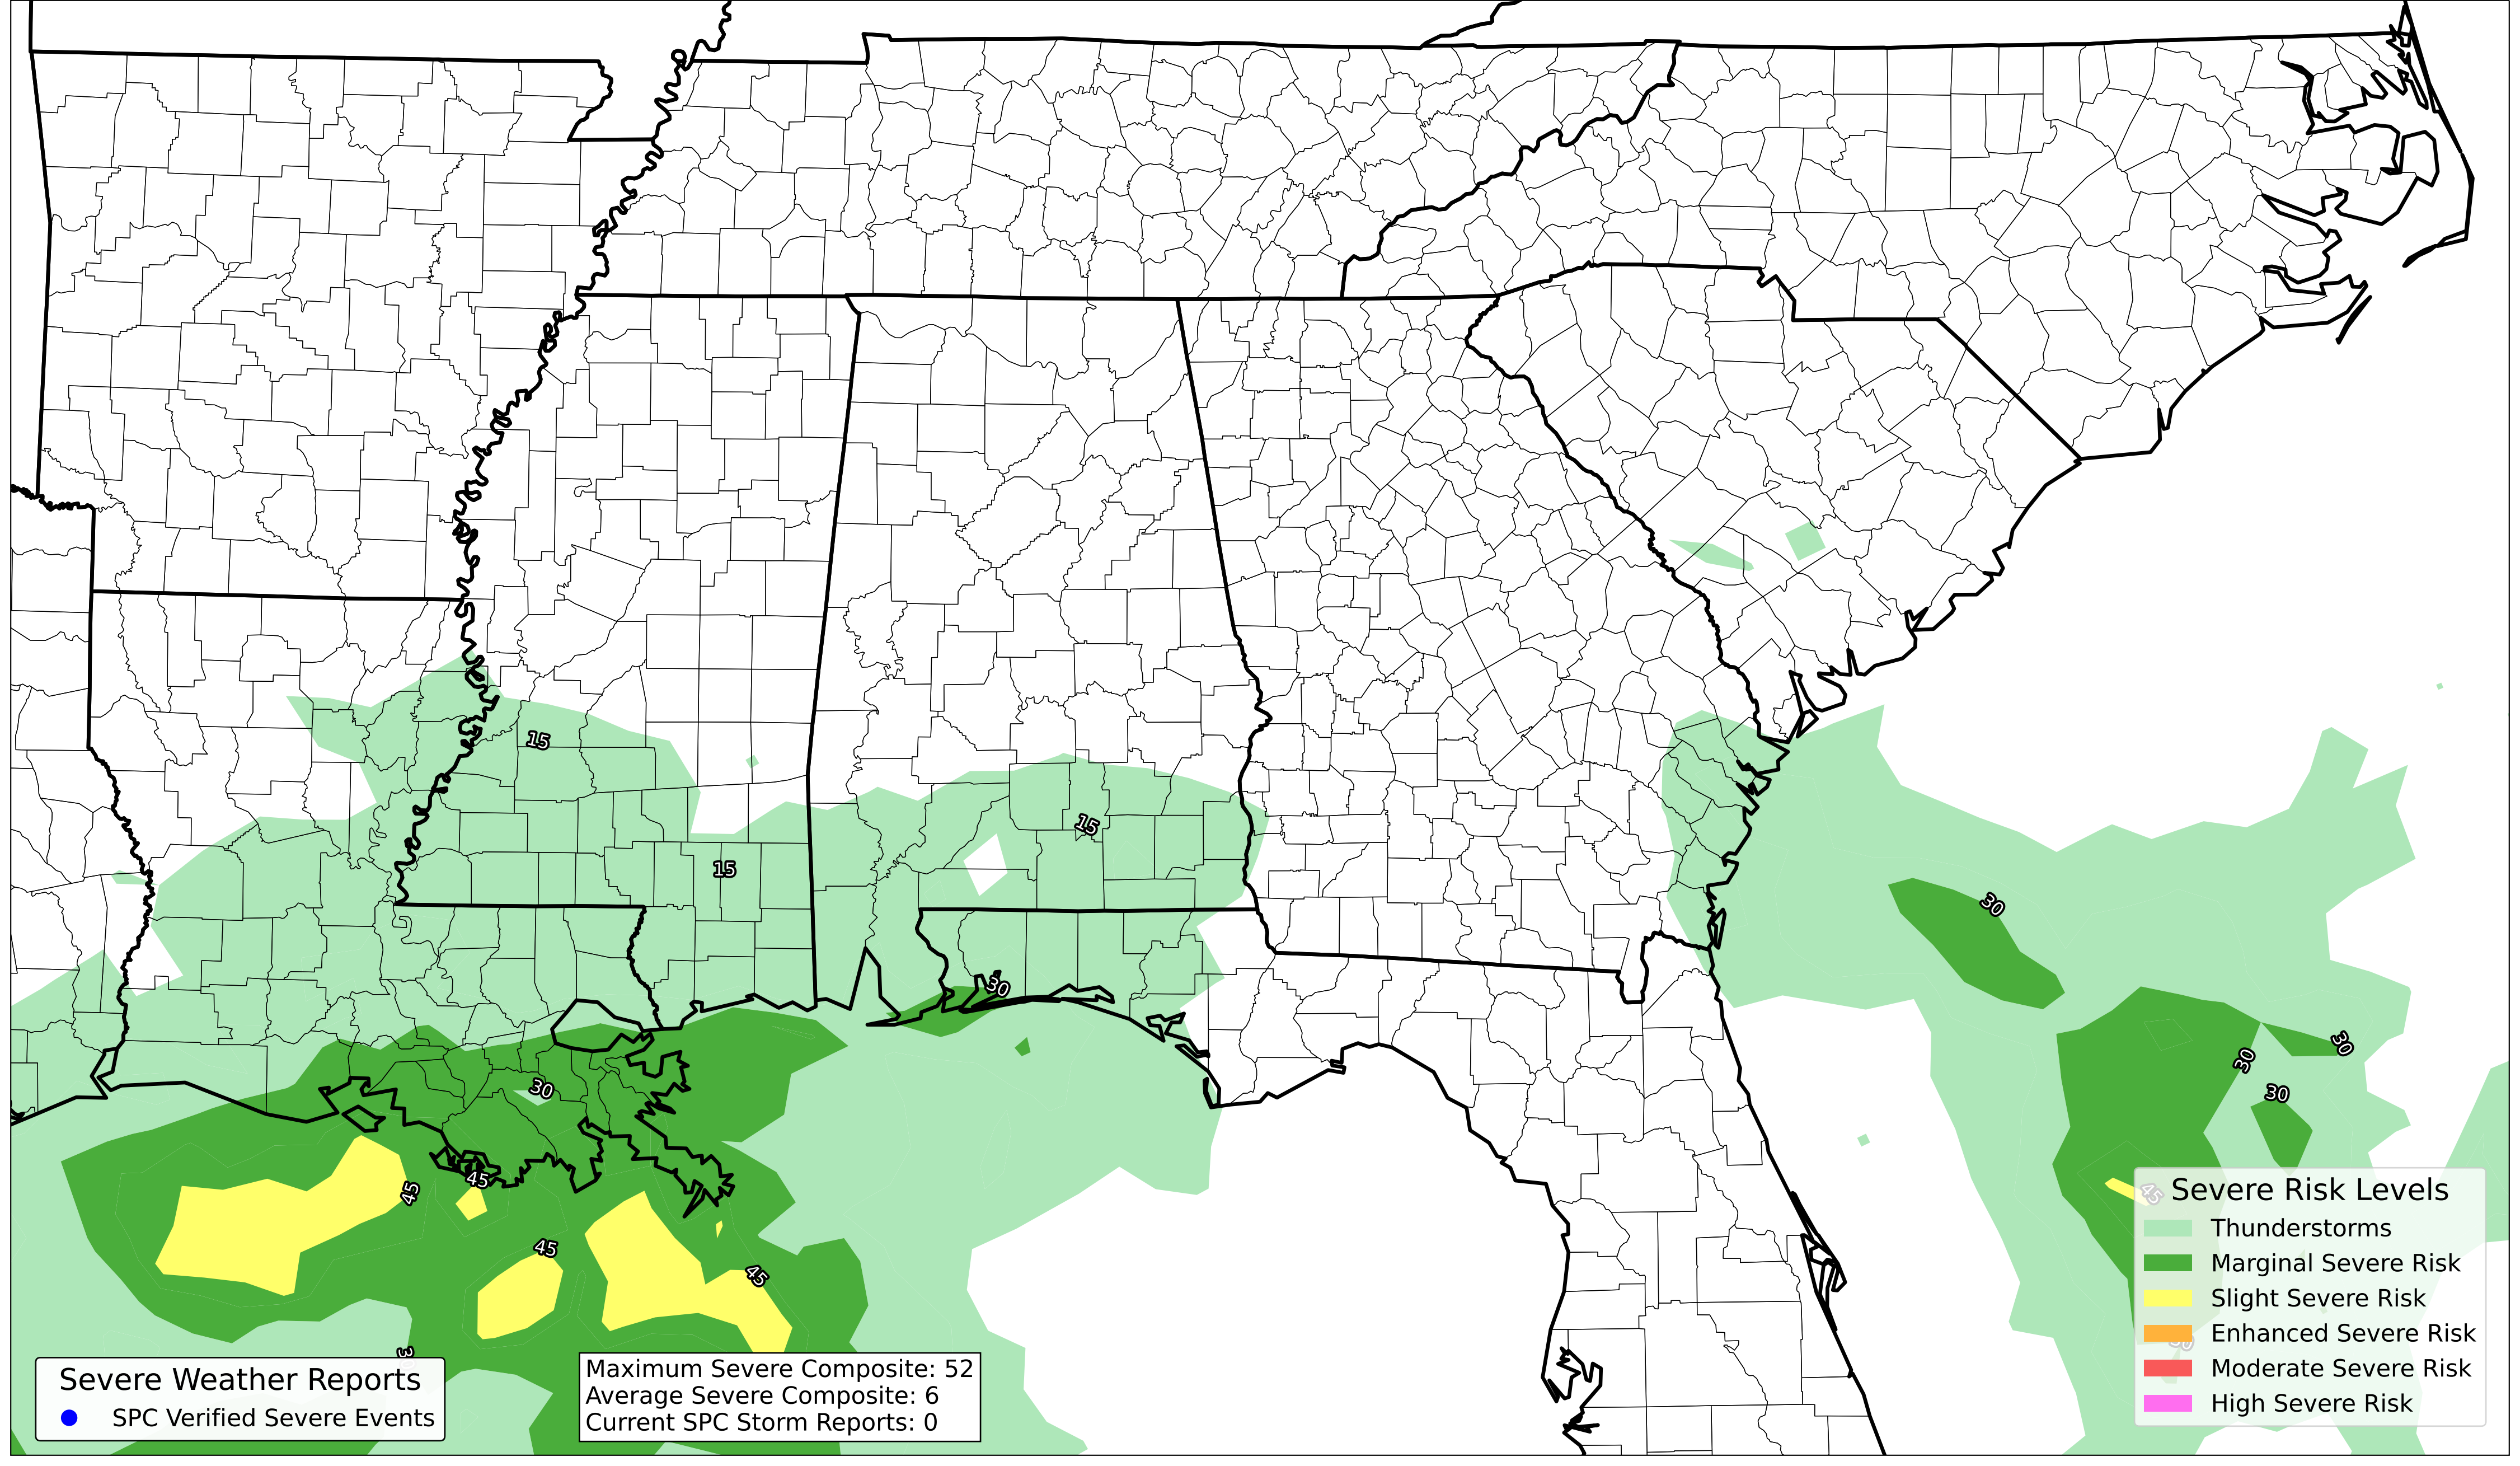 15
15
15
30
30
30
30
30
30
45
45
45
45
45
30
Severe Risk Levels
Thunderstorms
Marginal Severe Risk
Slight Severe Risk
Enhanced Severe Risk
Moderate Severe Risk
High Severe Risk
Severe Weather Reports
SPC Verified Severe Events
Maximum Severe Composite: 52
Average Severe Composite: 6
Current SPC Storm Reports: 0